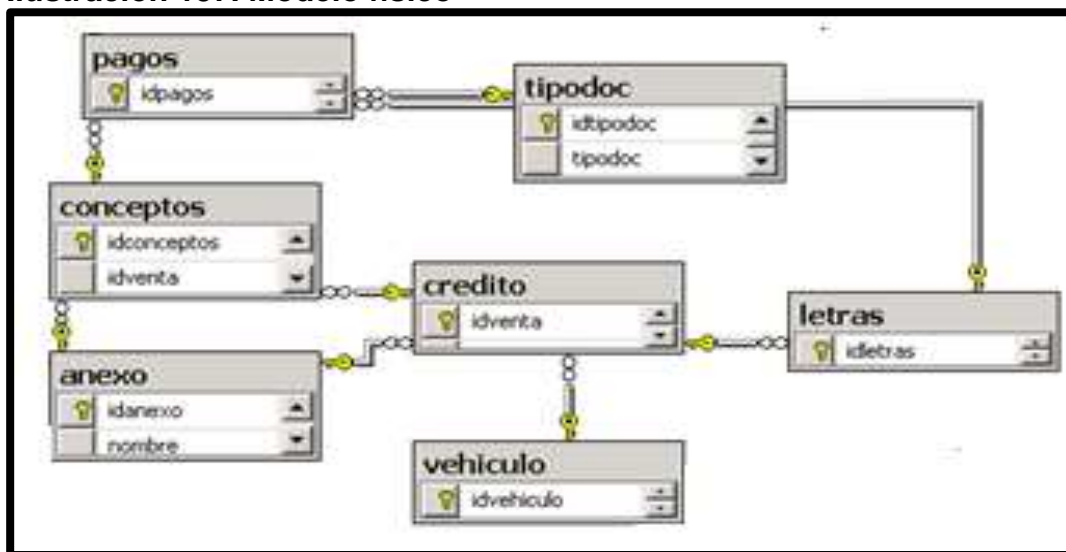 pagos
idpagos
tipodoc
idtipodoc
tipodoc
conceptos
idconceptos
idventa
credito
idventa
letras
idletras
anexo
idanexo
nombre
vehiculo
idvehiculo